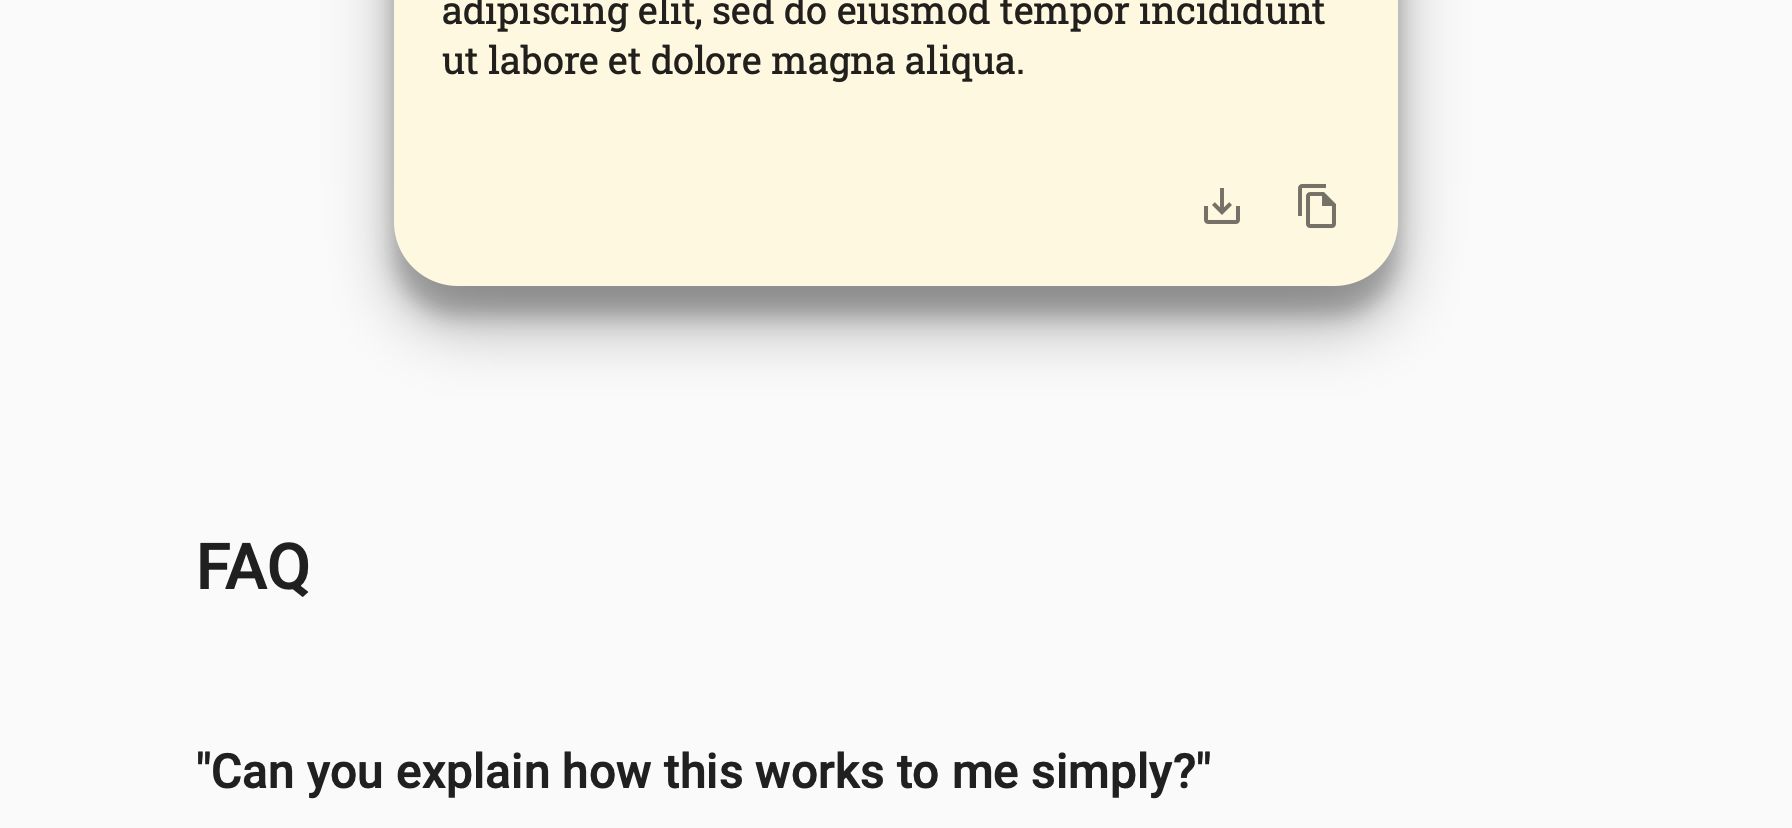 adipiscing elit, sed do eiusmod tempor incididunt
ut labore et dolore magna aliqua.
FAQ
"Can you explain how this works to me simply?"